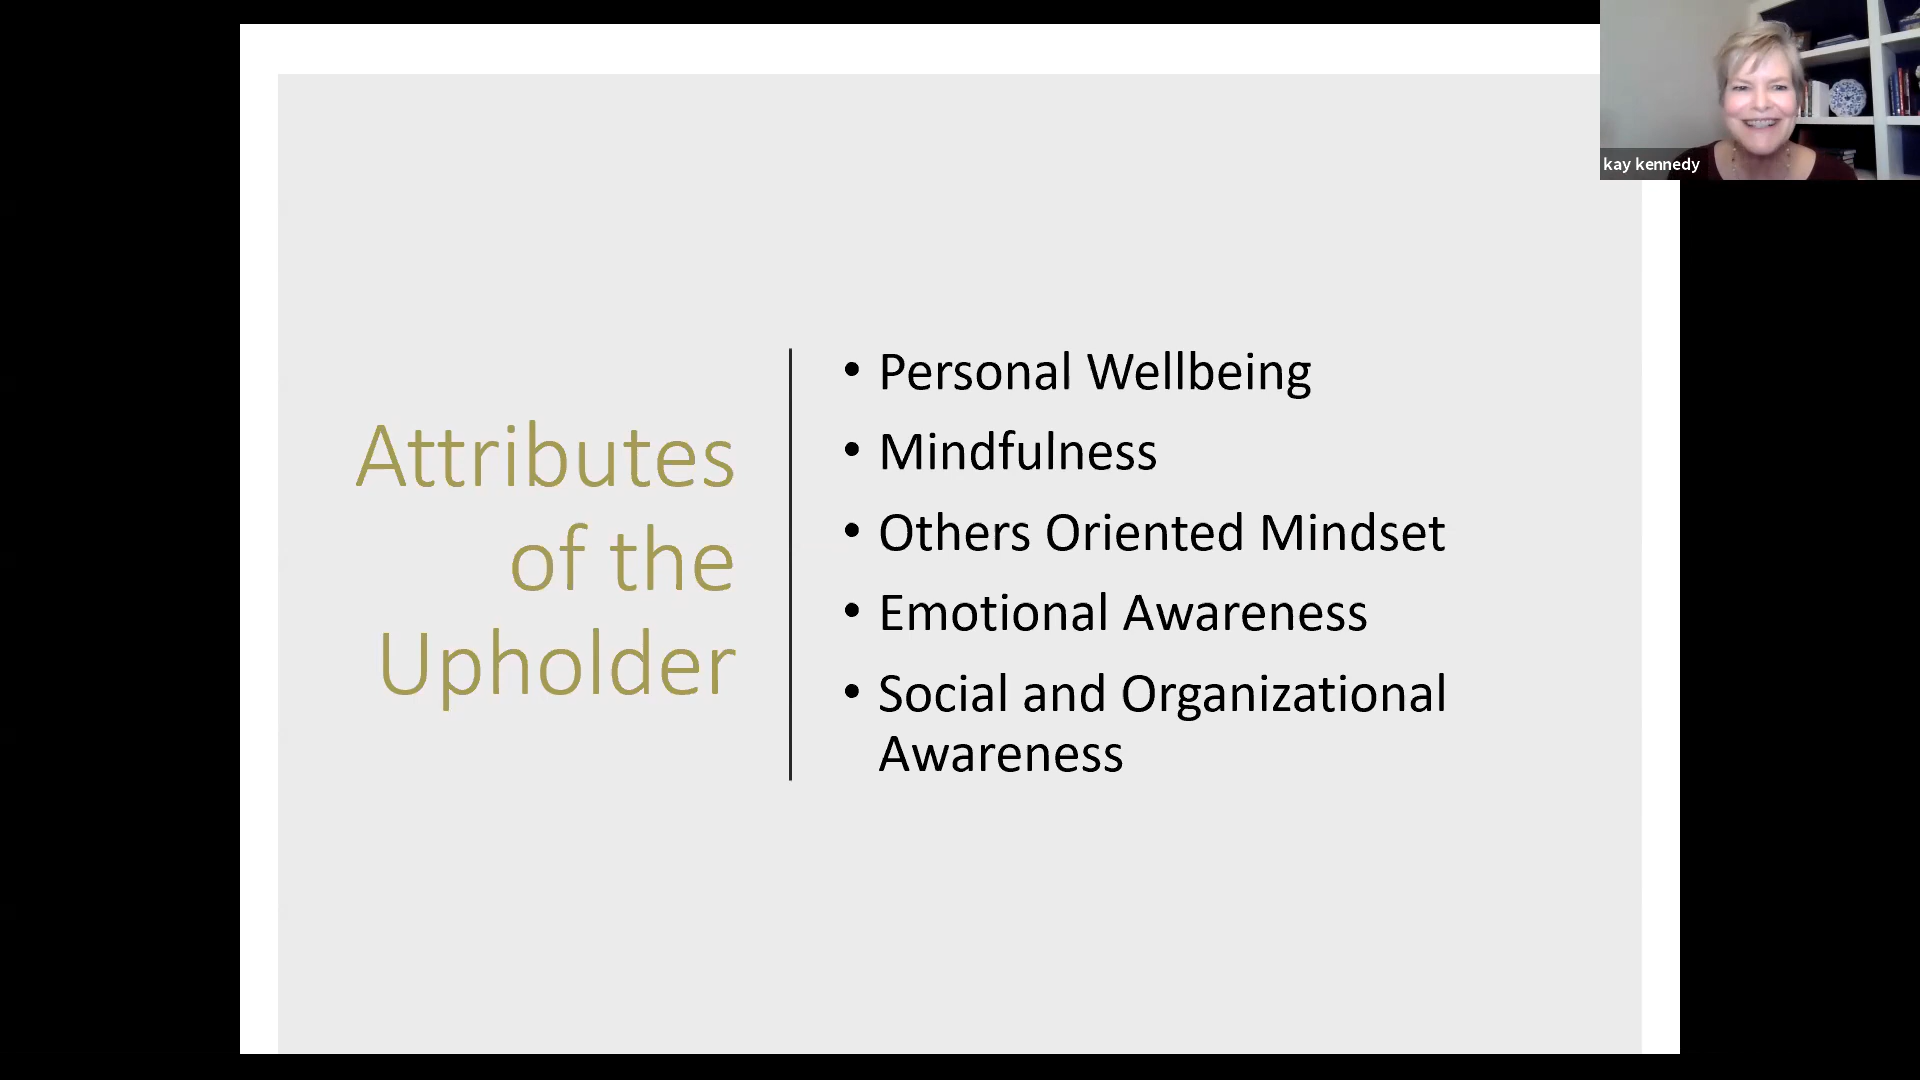 kay kennedy
Attributes
of the
Upholder
• Personal Wellbeing
• Mindfulness
• Others Oriented Mindset
• Emotional Awareness
• Social and Organizational
Awareness